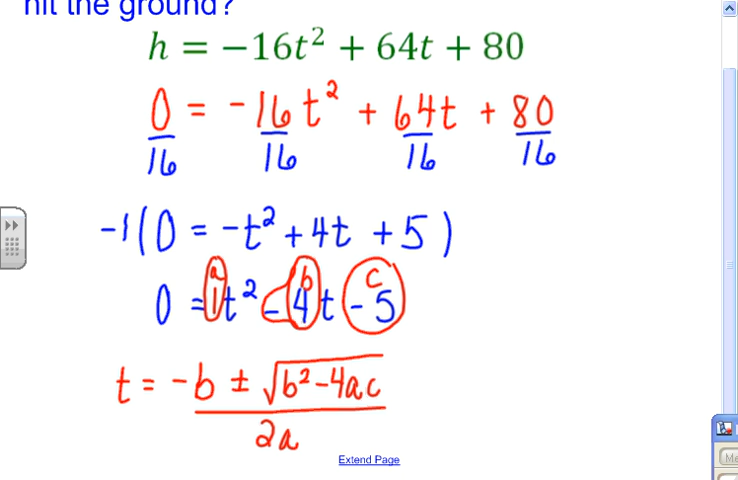 hit the ground?
h = −16t² + 64t + 80
0/16 = -16t²/16 + 64t/16 + 80/16
-1(0 = -t² + 4t + 5)
a b c
0 = 1t² - 4t - 5
t = -b ± √b² - 4ac / 2a
Extend Page